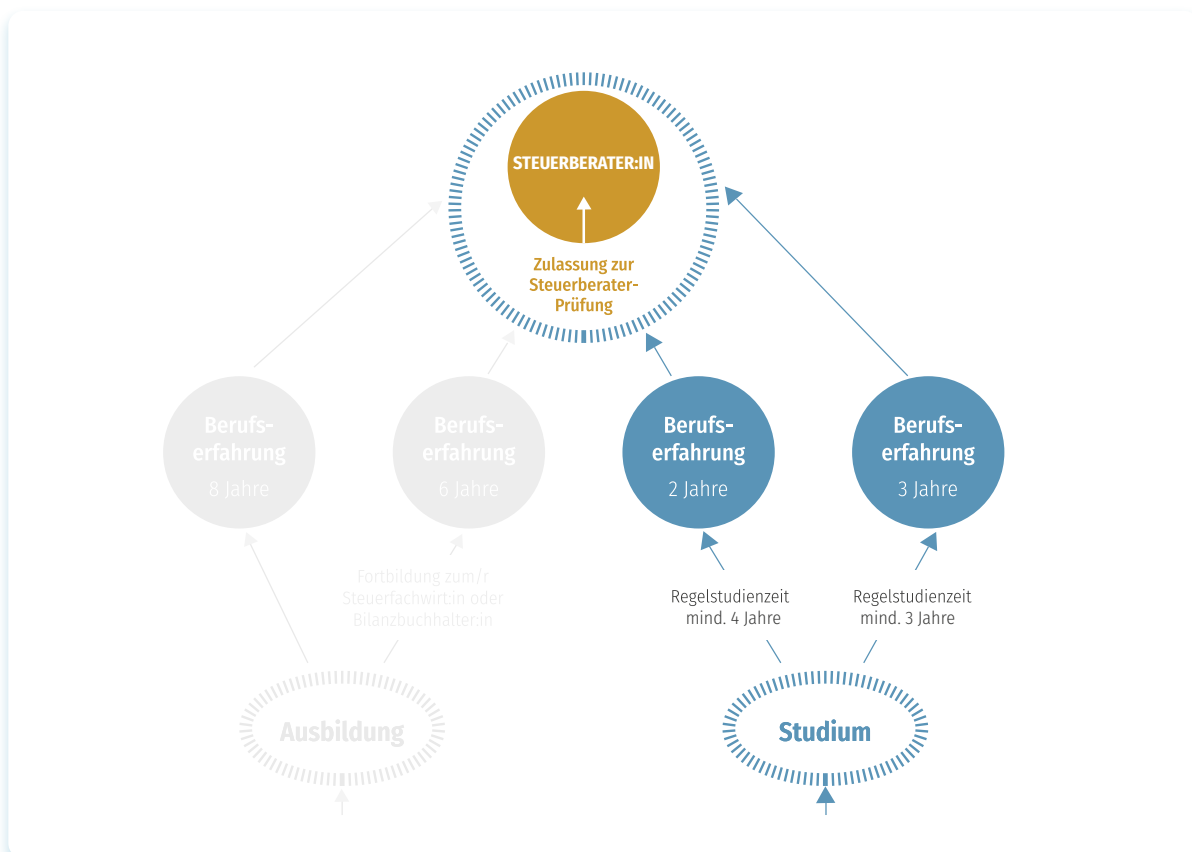 STEUERBERATER:IN
Zulassung zur
Steuerberater-
Prüfung
Berufs-
erfahrung
8 Jahre
Berufs-
erfahrung
6 Jahre
Berufs-
erfahrung
2 Jahre
Berufs-
erfahrung
3 Jahre
Fortbildung zum/r
Steuerfachwirt:in oder
Bilanzbuchhalter:in
Regelstudienzeit
mind. 4 Jahre
Regelstudienzeit
mind. 3 Jahre
Ausbildung
Studium